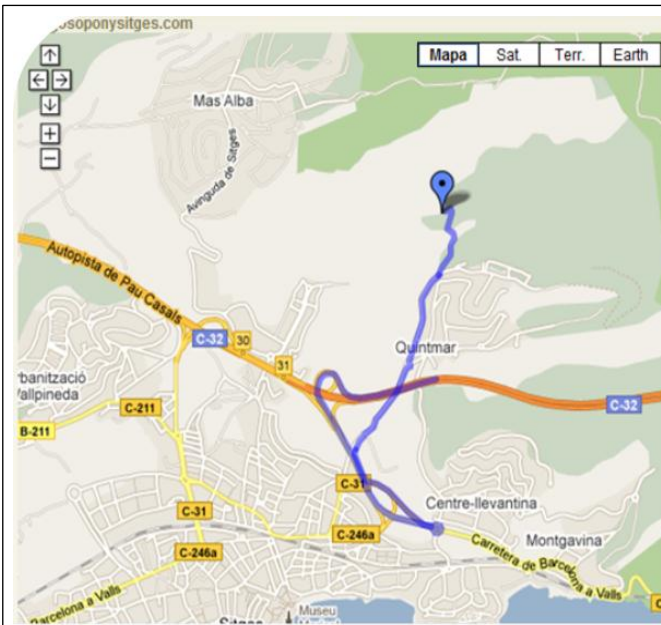 osoponysitges.com
Mapa
Sat.
Terr.
Earth
Mas Alba
Avinguda de Sitges
Autopista de Pau Casals
C-32
30
31
Quintmar
rbanització
Vallpineda
C-211
C-32
B-211
C-31
Centre-llevantina
C-31
C-246a
Montgavina
C-246a
Carretera de Barcelona a Valls
Barcelona a Valls
Sitges
Museu